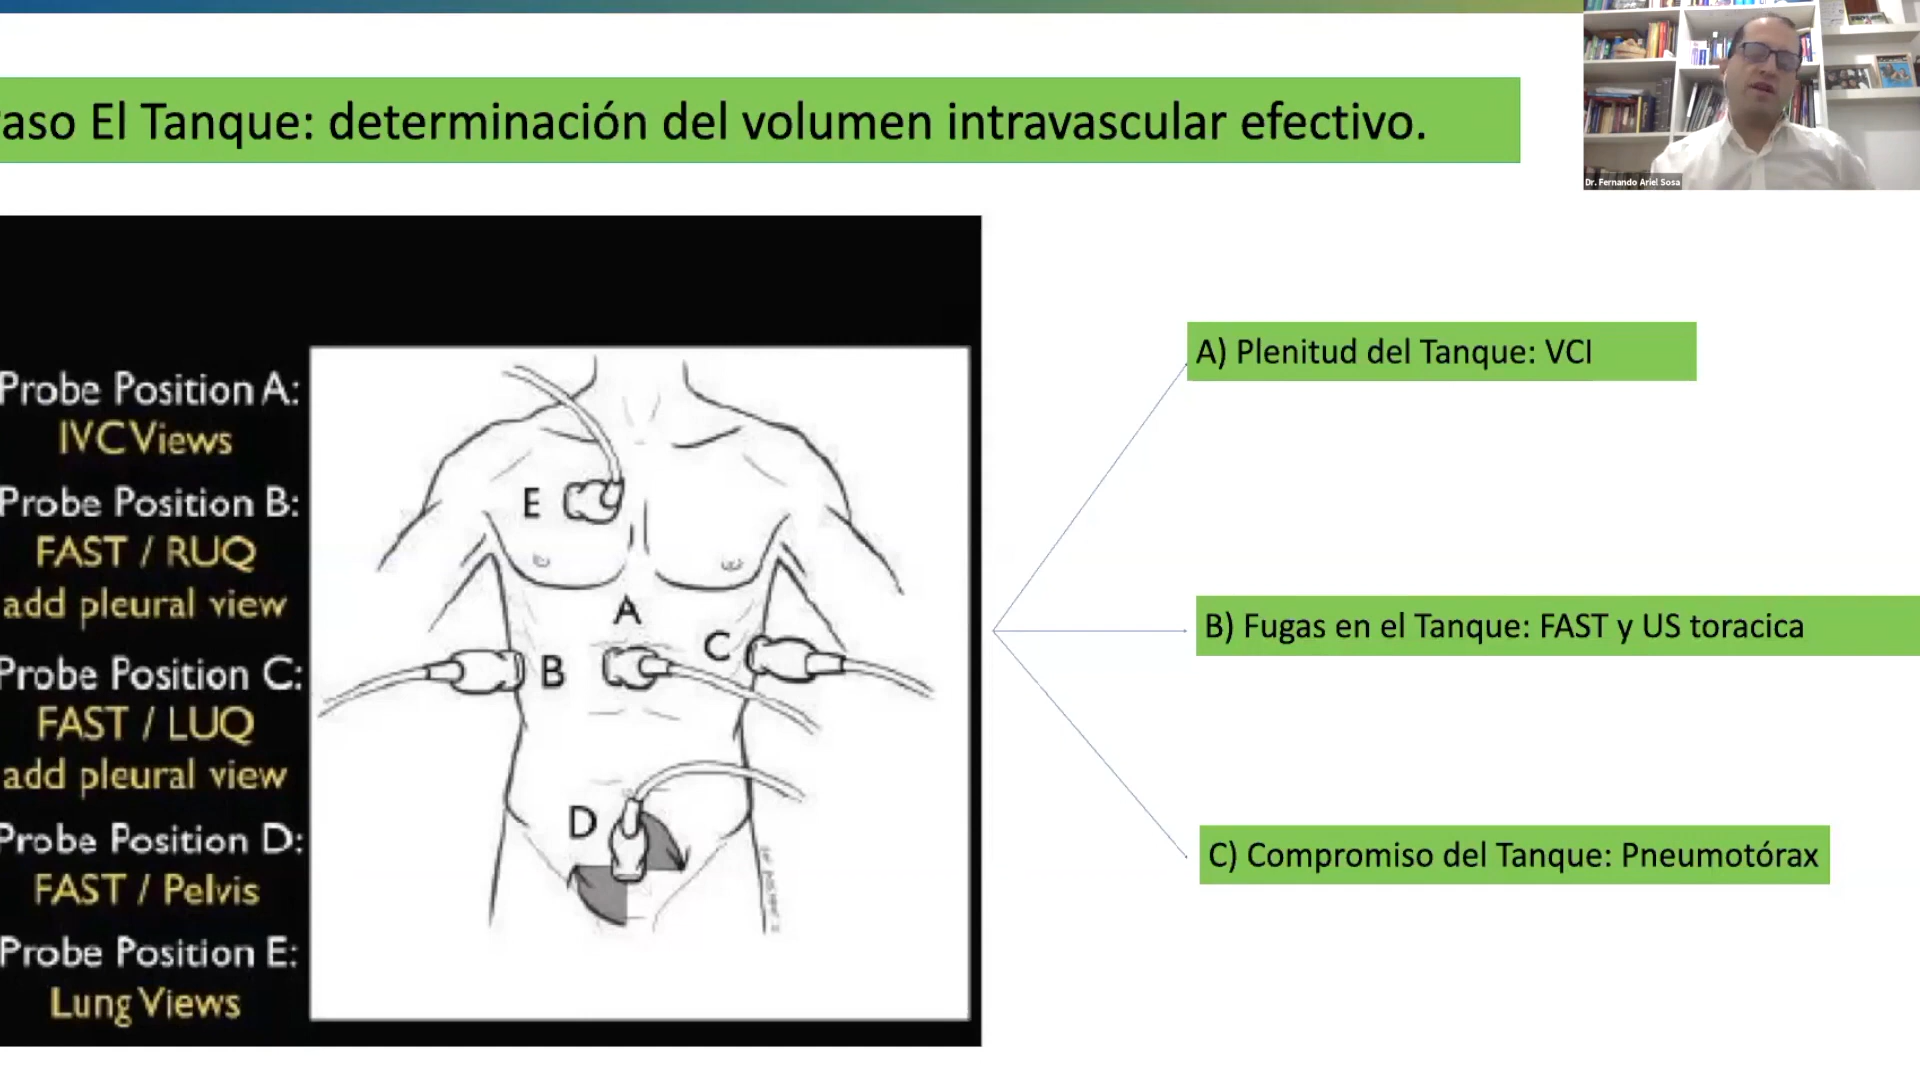 aso El Tanque: determinación del volumen intravascular efectivo.
Dr. Fernando Ariel Sosa
Probe Position A:
IVC Views
Probe Position B:
FAST / RUQ
add pleural view
Probe Position C:
FAST / LUQ
add pleural view
Probe Position D:
FAST / Pelvis
Probe Position E:
Lung Views
E
A
B
C
D
A) Plenitud del Tanque: VCI
B) Fugas en el Tanque: FAST y US toracica
C) Compromiso del Tanque: Pneumotórax